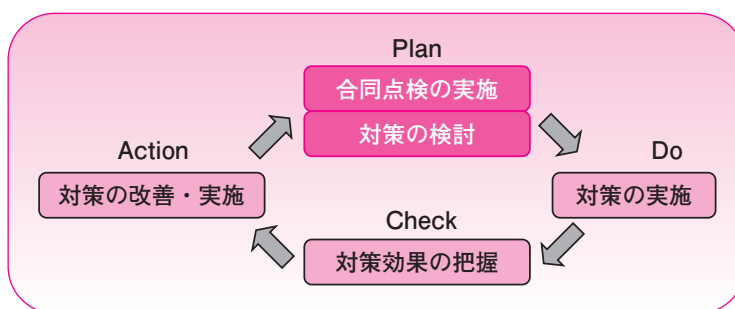 Plan
合同点検の実施
対策の検討
Action
Do
対策の改善・実施
対策の実施
Check
対策効果の把握